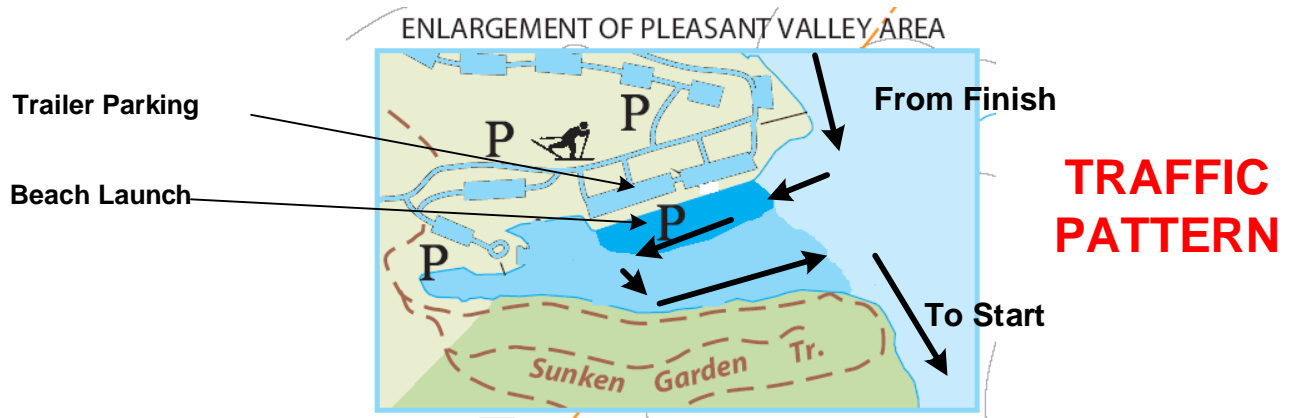 ENLARGEMENT OF PLEASANT VALLEY AREA
From Finish
Trailer Parking
P
P
TRAFFIC
PATTERN
Beach Launch
P
P
To Start
Sunken Garden Tr.